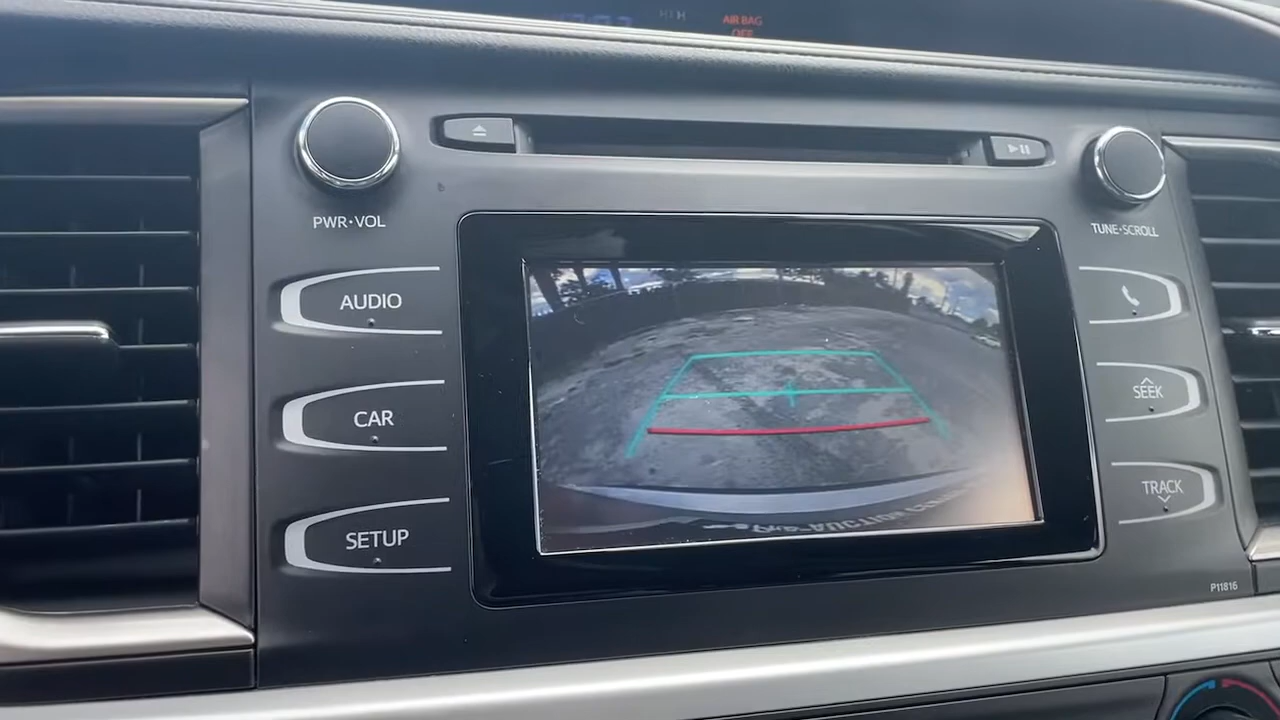 AIR BAG
OFF
PWR•VOL
TUNE•SCROLL
AUDIO
CAR
SEEK
TRACK
SETUP
P11816